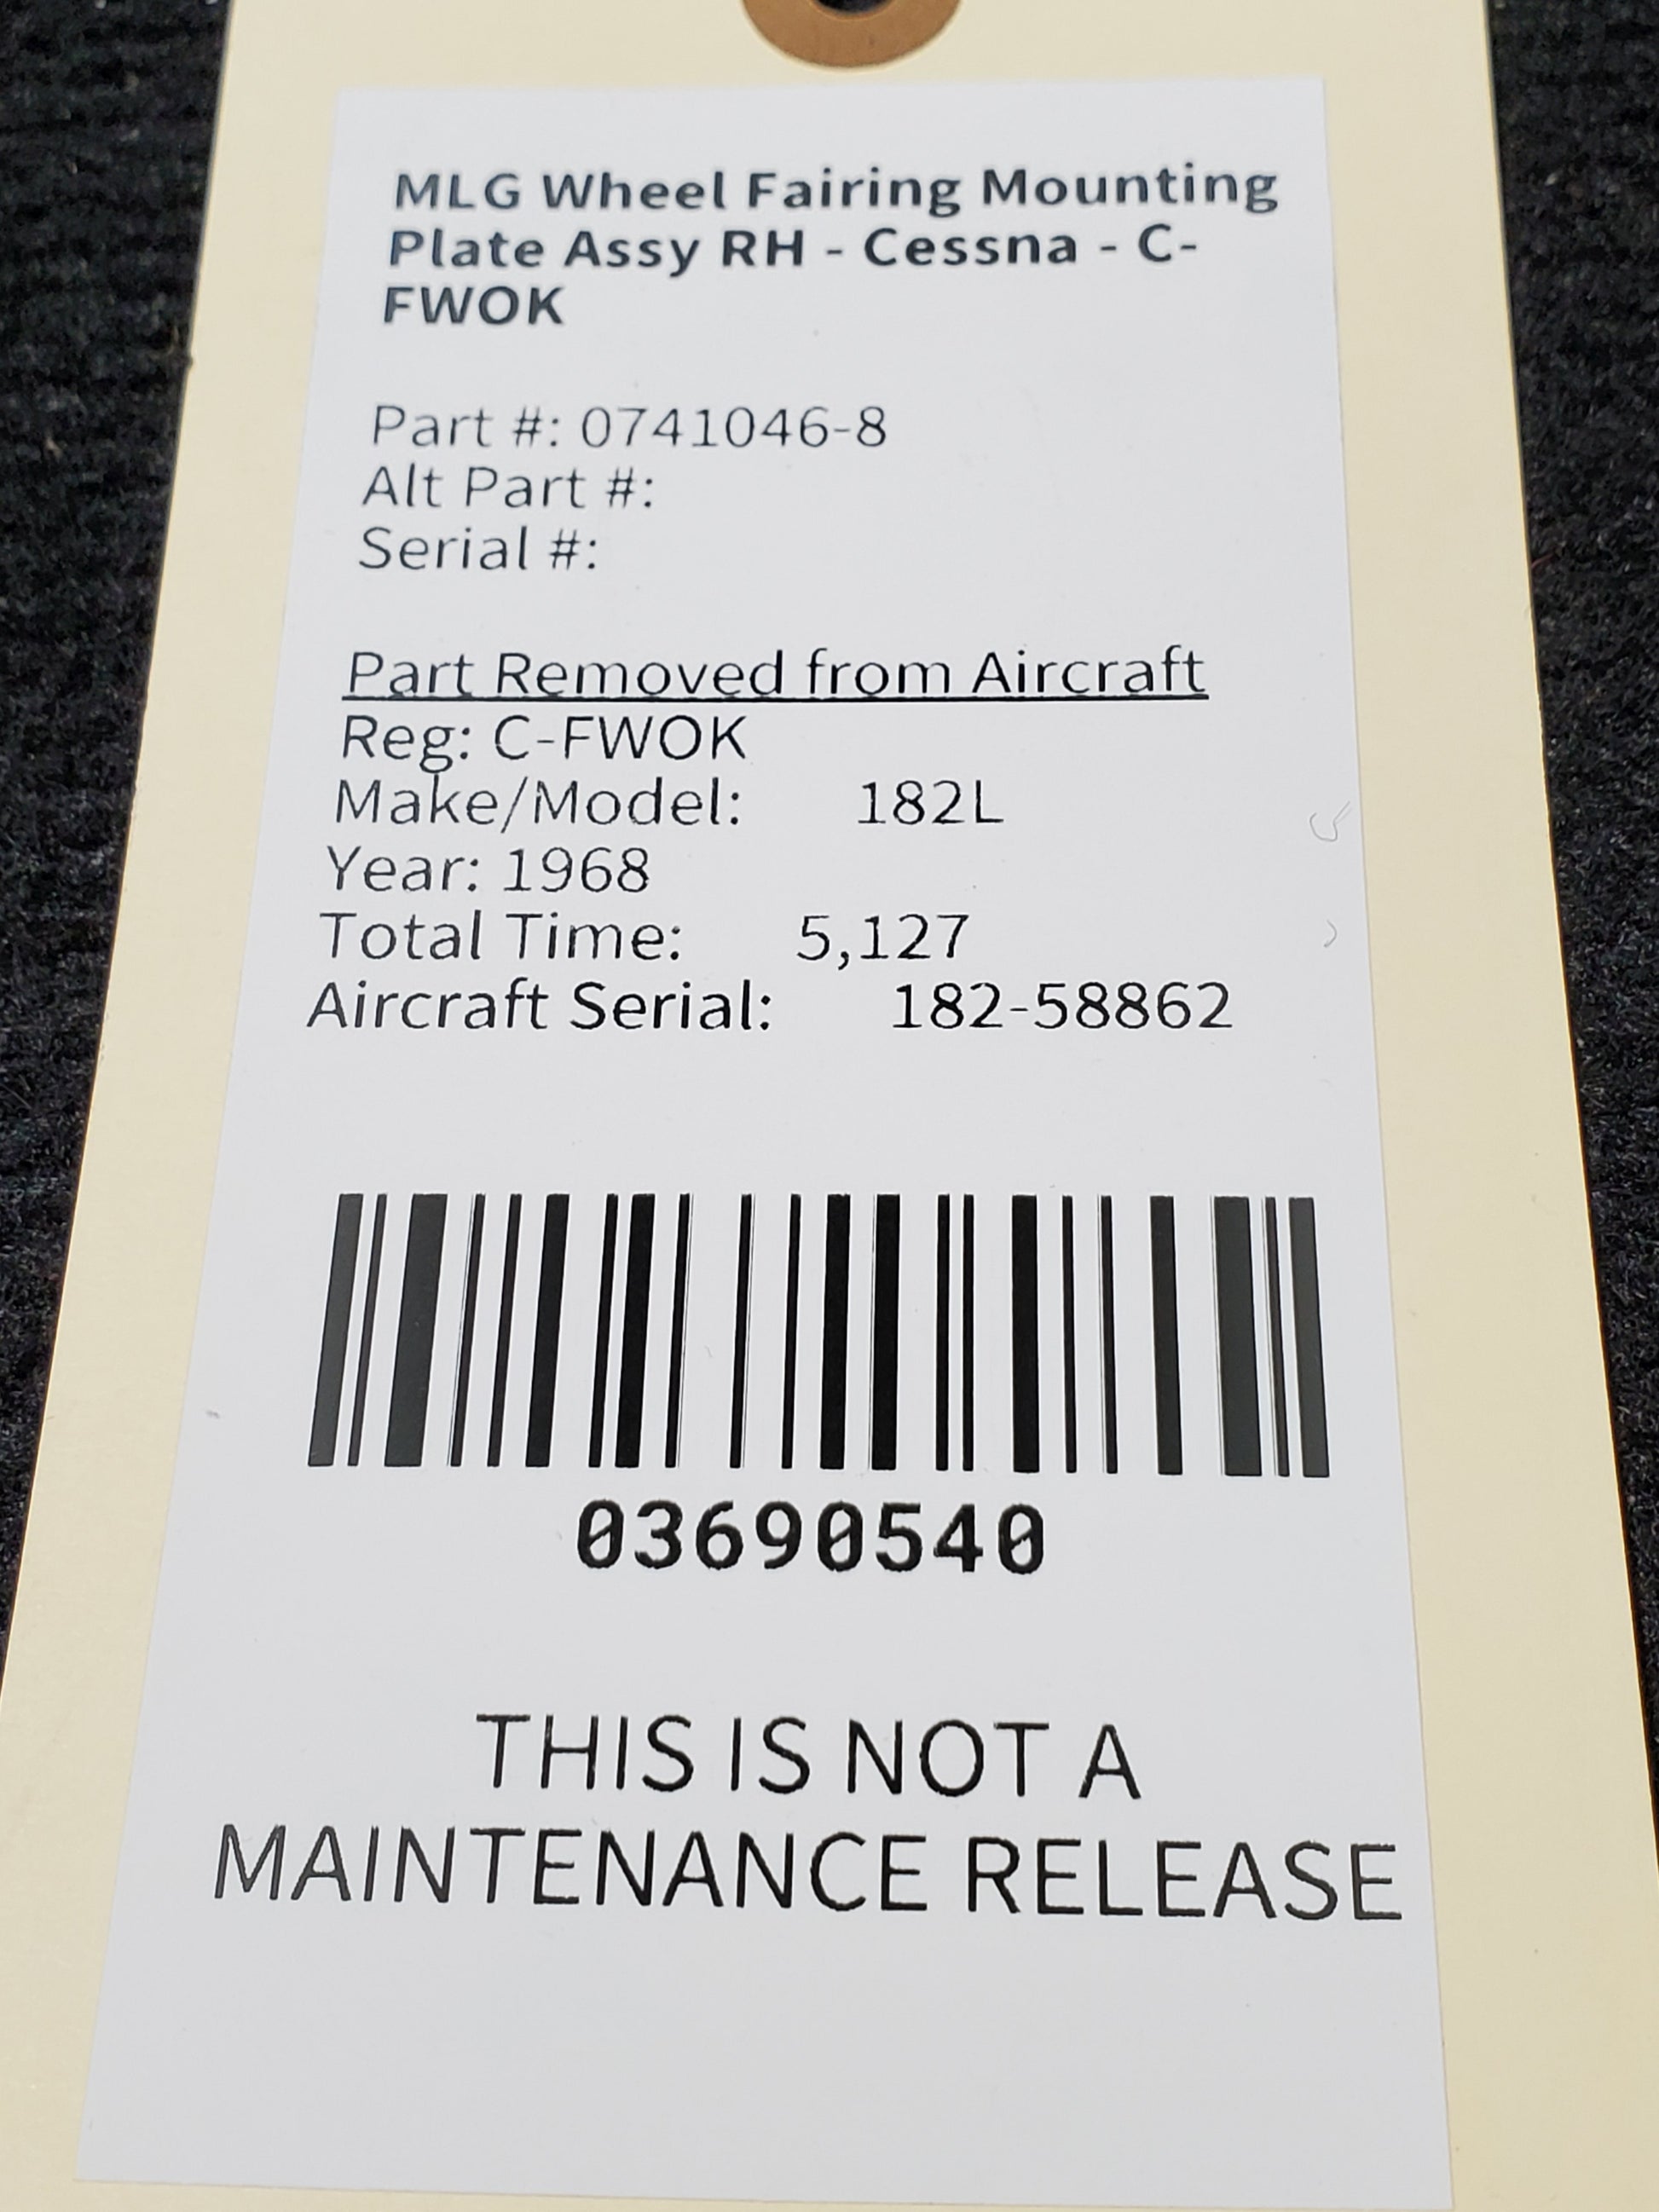 MLG Wheel Fairing Mounting
Plate Assy RH - Cessna - C-
FWOK
Part #: 0741046-8
Alt Part #:
Serial #:
Part Removed from Aircraft
Reg: C-FWOK
Make/Model: 182L
Year: 1968
Total Time: 5,127
Aircraft Serial: 182-58862
03690540
THIS IS NOT A
MAINTENANCE RELEASE